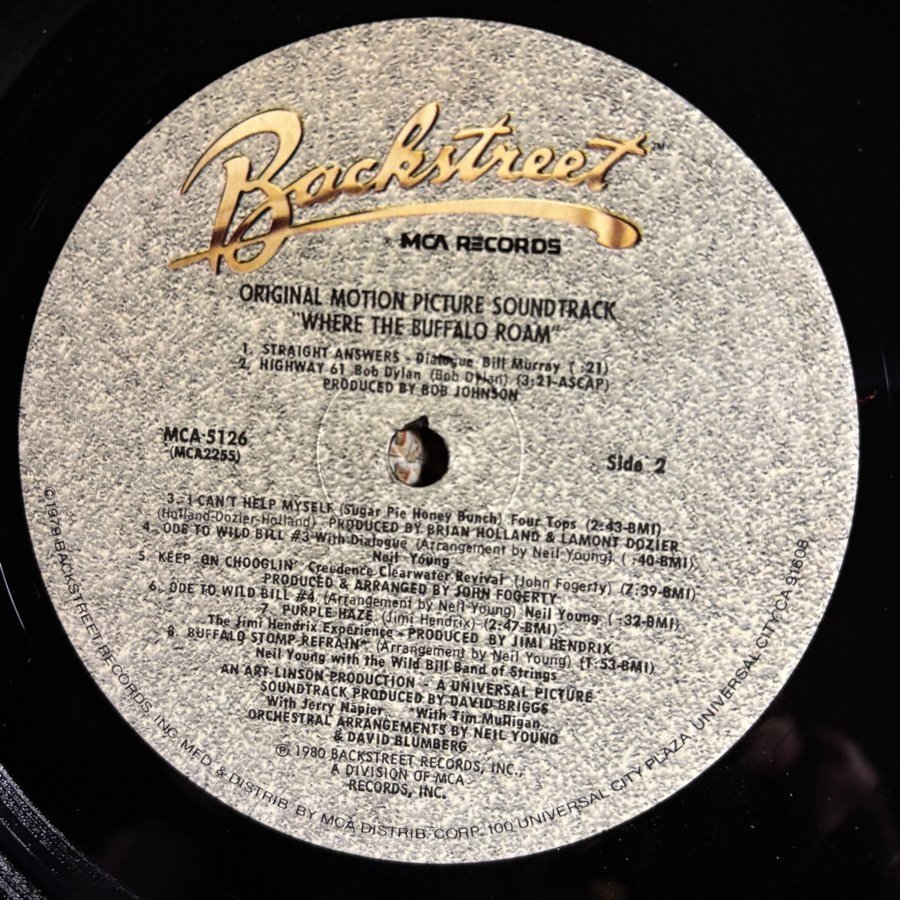 Backstreet™
® MCA RECORDS
ORIGINAL MOTION PICTURE SOUNDTRACK
"WHERE THE BUFFALO ROAM"
1. STRAIGHT ANSWERS - Dialogue Bill Murray ( :21)
2. HIGHWAY 61 Bob Dylan (Bob Dylan) (3:21-ASCAP)
PRODUCED BY BOB JOHNSON
MCA-5126
(MCA2255)
Side 2
3. I CAN'T HELP MYSELF (Sugar Pie Honey Bunch) Four Tops (2:43-BMI)
(Holland-Dozier-Holland) PRODUCED BY BRIAN HOLLAND & LAMONT DOZIER
4. ODE TO WILD BILL #3 With Dialogue (Arrangement by Neil Young) ( :40-BMI)
Neil Young
5. KEEP ON CHOOGLIN' Creedence Clearwater Revival (John Fogerty) (7:39-BMI)
PRODUCED & ARRANGED BY JOHN FOGERTY
6. ODE TO WILD BILL #4 (Arrangement by Neil Young) Neil Young ( :32-BMI)
7. PURPLE HAZE (Jimi Hendrix) (2:47-BMI)
The Jimi Hendrix Experience - PRODUCED BY JIMI HENDRIX
8. BUFFALO STOMP REFRAIN* (Arrangement by Neil Young) (1:53-BMI)
Neil Young with the Wild Bill Band of Strings
AN ART LINSON PRODUCTION - A UNIVERSAL PICTURE
SOUNDTRACK PRODUCED BY DAVID BRIGGS
With Jerry Napier With Tim Mulligan
ORCHESTRAL ARRANGEMENTS BY NEIL YOUNG
& DAVID BLUMBERG
℗ 1980 BACKSTREET RECORDS, INC.,
A DIVISION OF MCA
RECORDS, INC.
© 1979 BACKSTREET RECORDS, INC. MFD. & DISTRIB. BY MCA DISTRIB. CORP. 100 UNIVERSAL CITY PLAZA UNIVERSAL CITY CA 91608